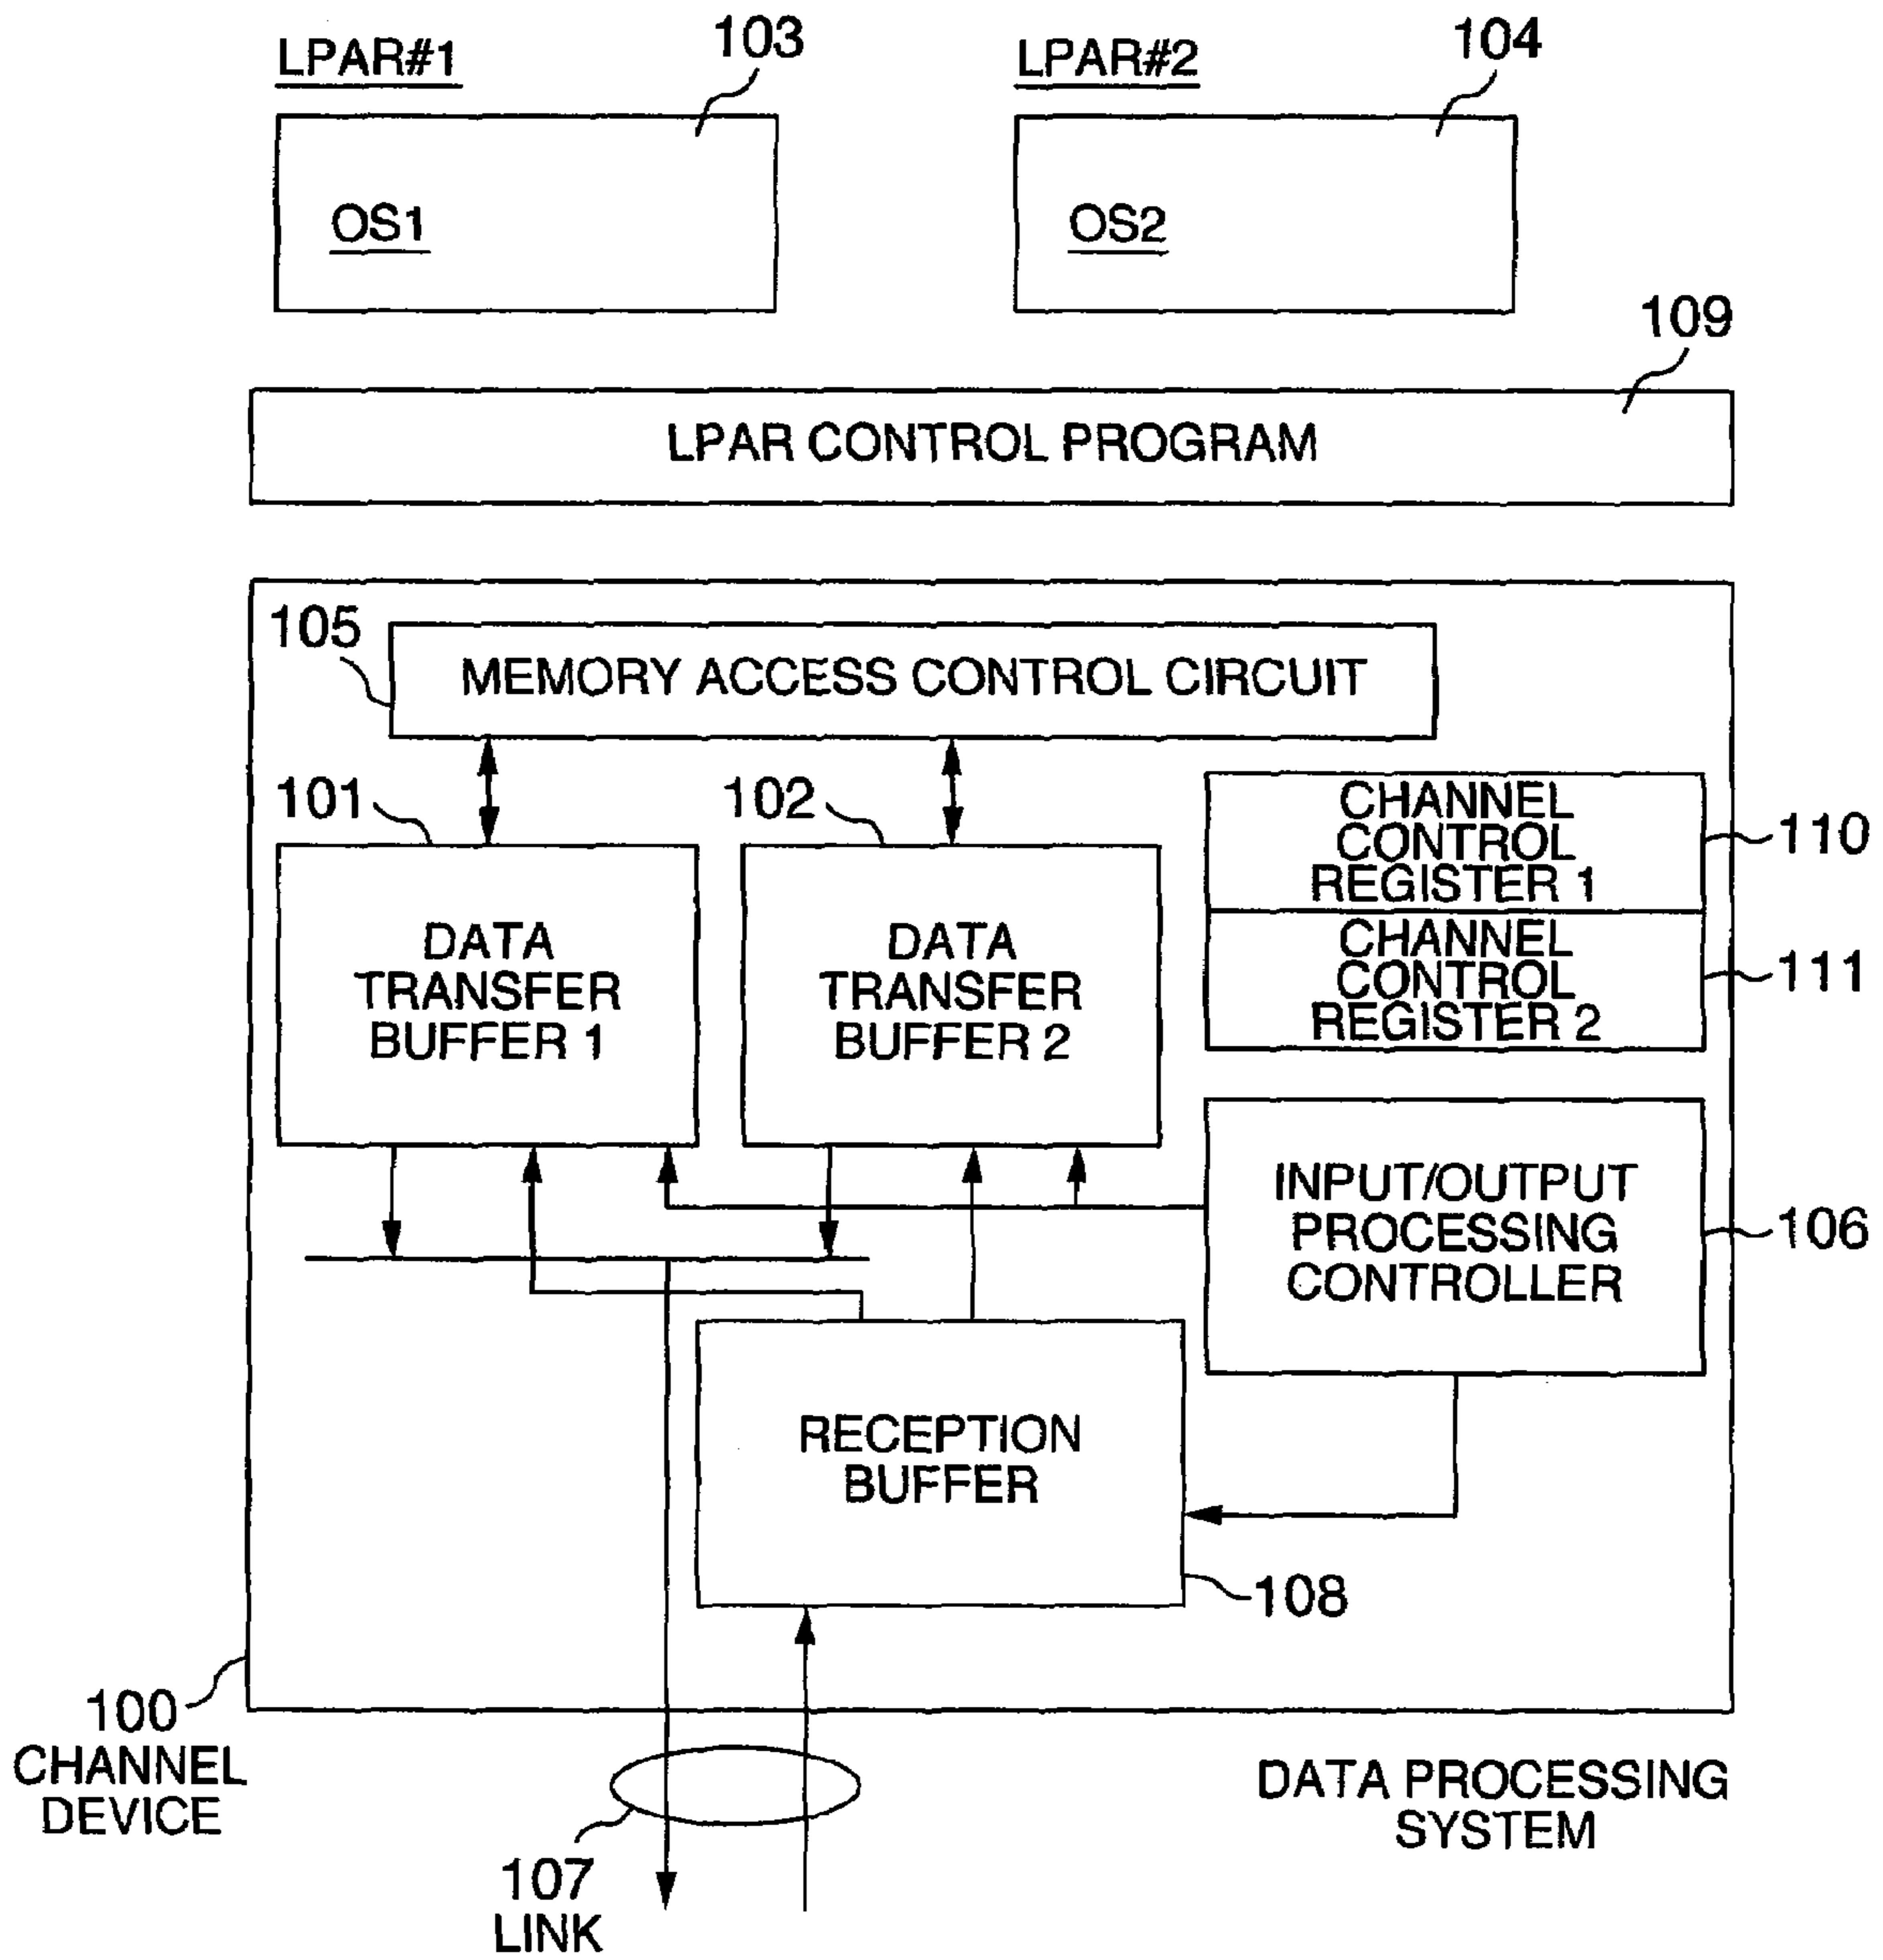 103
104
LPAR#1
LPAR#2
OS1
OS2
109
LPAR CONTROL PROGRAM
105
MEMORY ACCESS CONTROL CIRCUIT
101
102
CHANNEL
CONTROL
REGISTER 1
110
DATA
TRANSFER
BUFFER 1
DATA
TRANSFER
BUFFER 2
CHANNEL
CONTROL
REGISTER 2
111
INPUT/OUTPUT
PROCESSING
CONTROLLER
106
RECEPTION
BUFFER
108
100
CHANNEL
DEVICE
107
LINK
DATA PROCESSING
SYSTEM